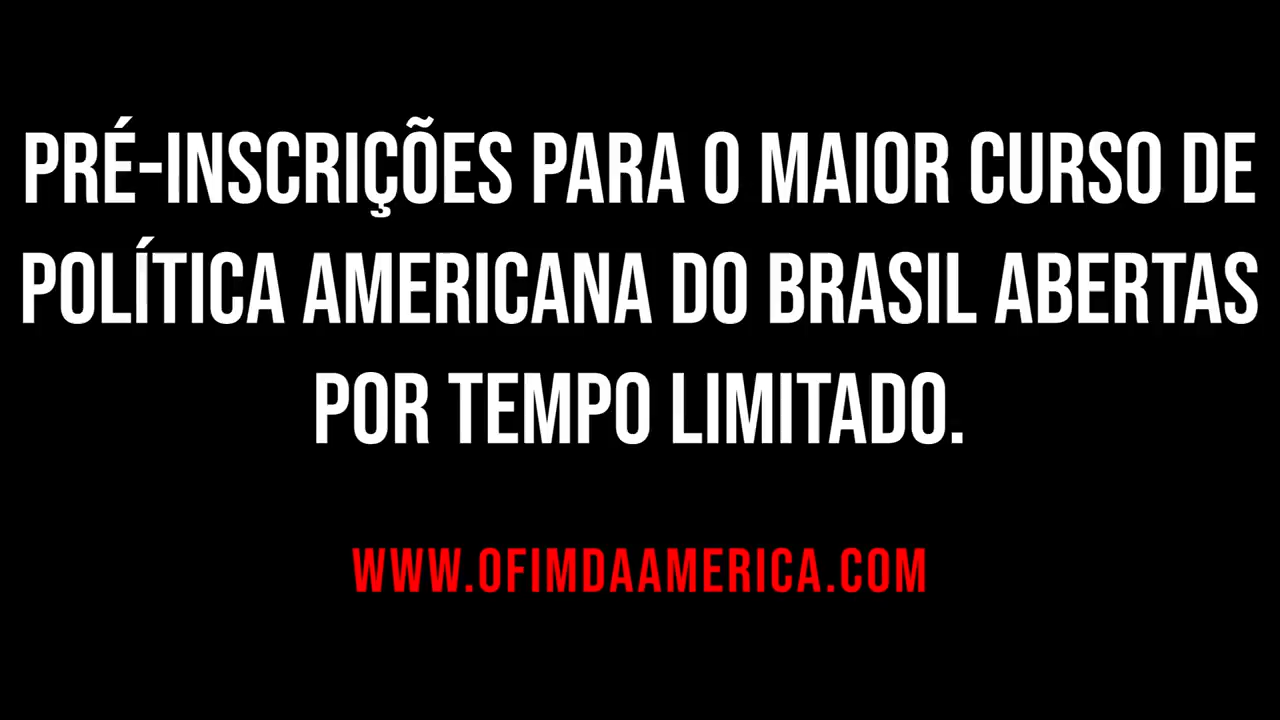 PRÉ-INSCRIÇÕES PARA O MAIOR CURSO DE
POLÍTICA AMERICANA DO BRASIL ABERTAS
POR TEMPO LIMITADO.
WWW.OFIMDAAMERICA.COM